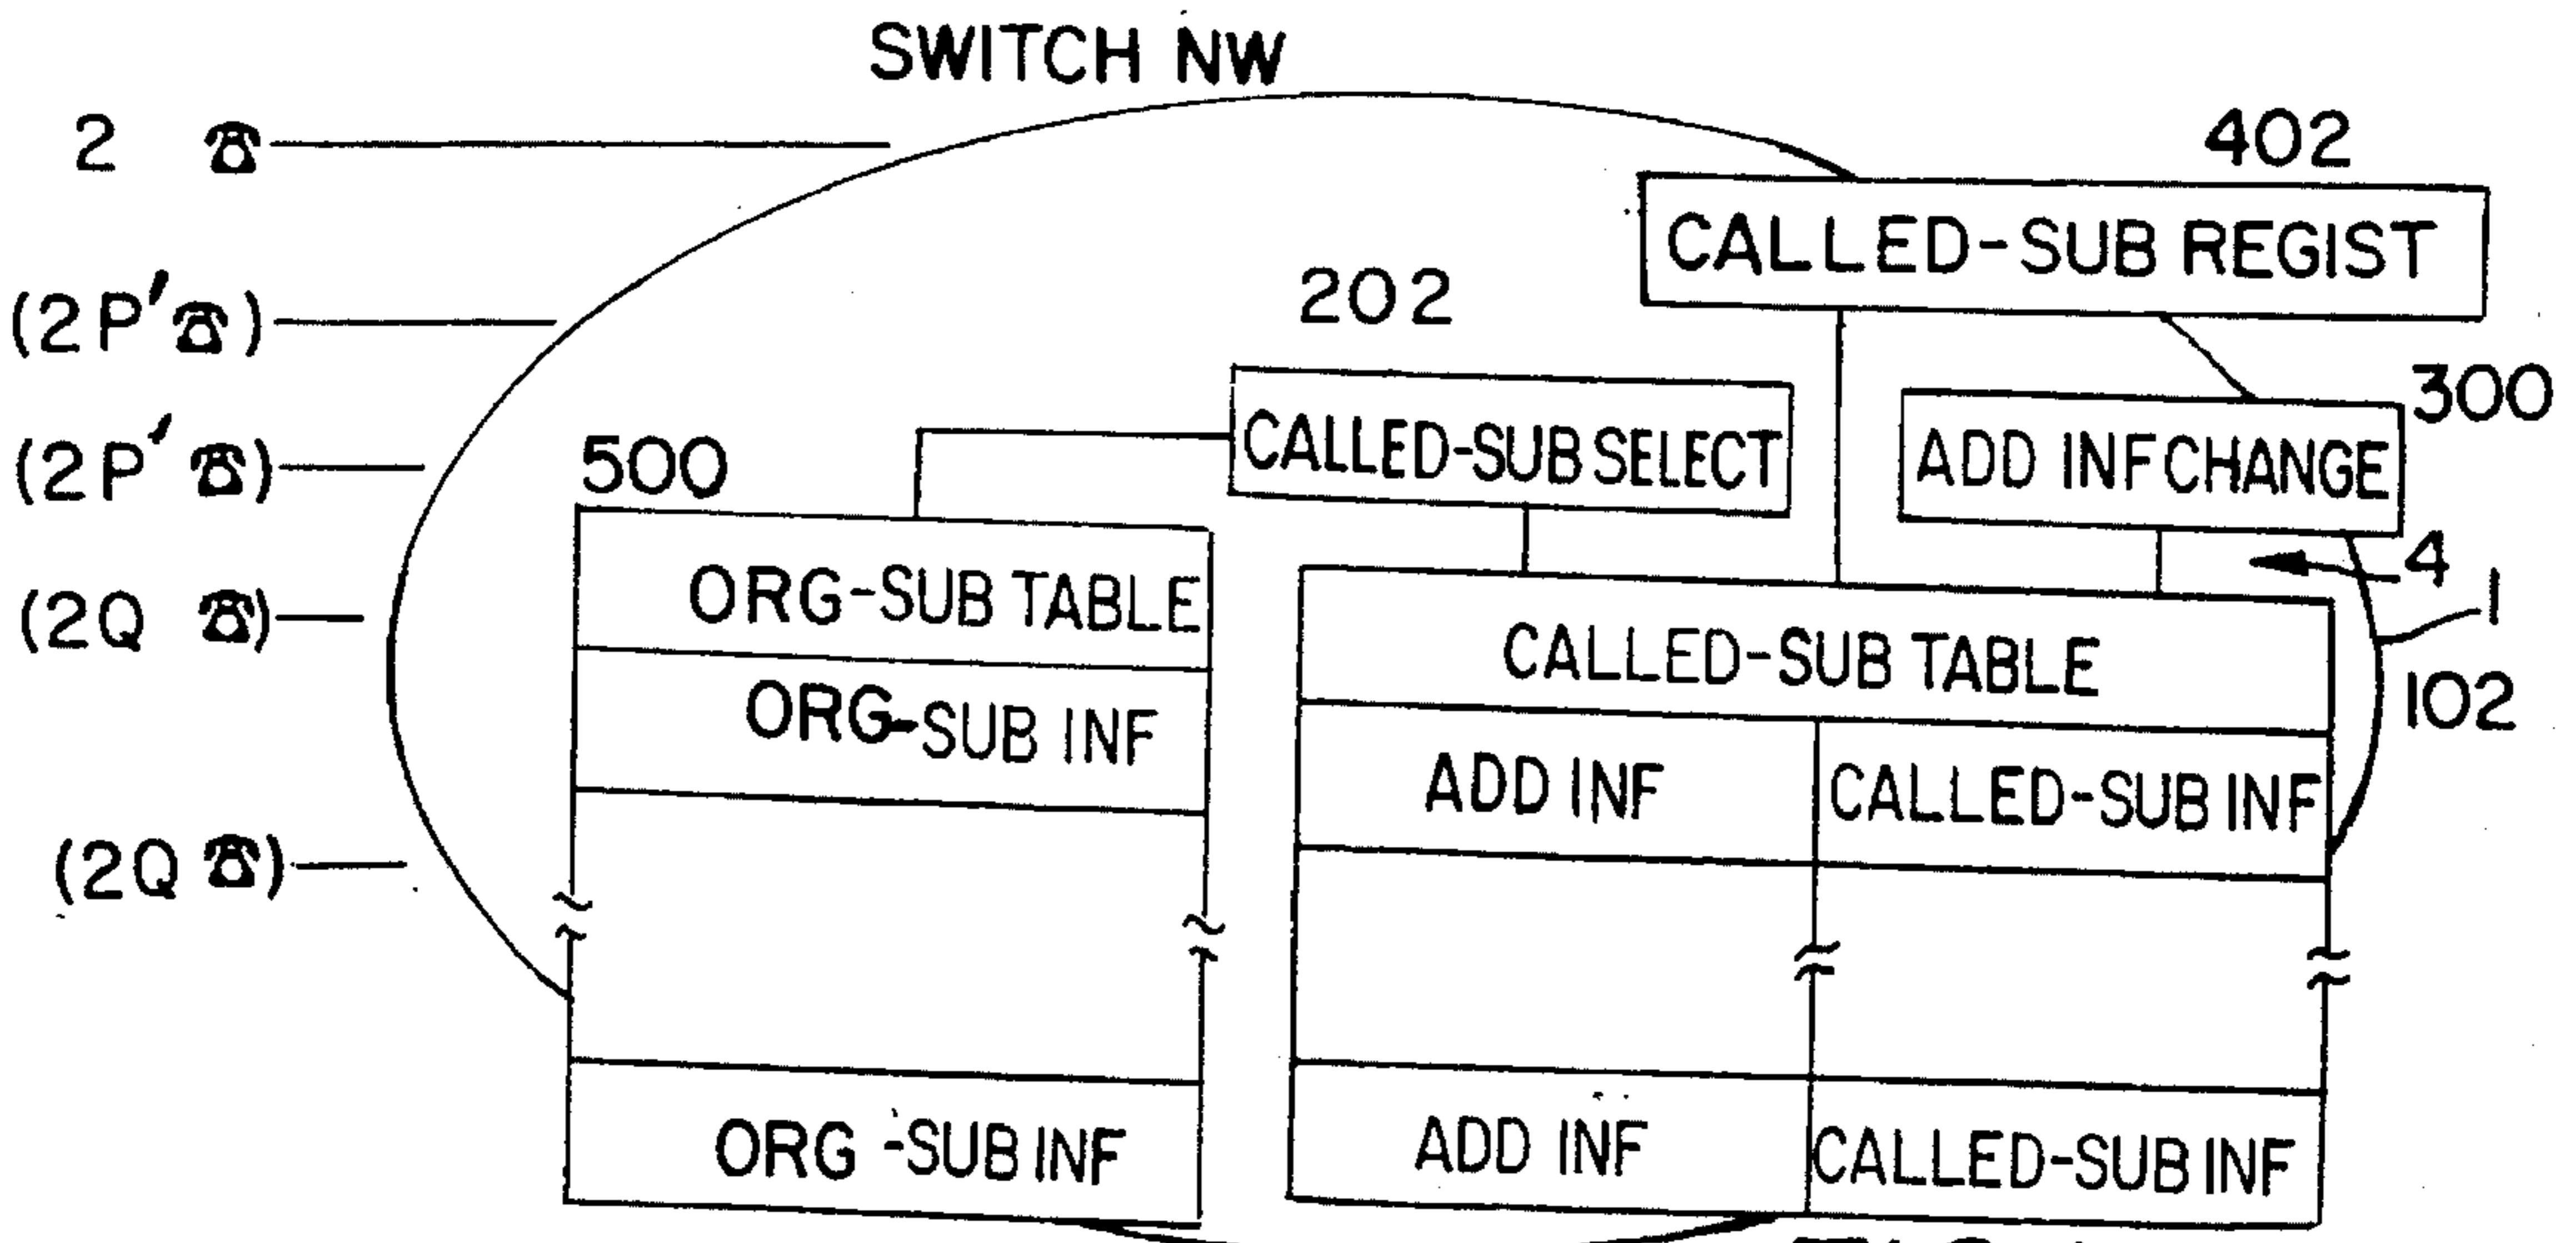 SWITCH NW
2
402
CALLED-SUB REGIST
(2P' )
202
300
CALLED-SUB SELECT
ADD INF CHANGE
(2P' )
500
4
ORG-SUB TABLE
1
(2Q )
CALLED-SUB TABLE
102
ORG-SUB INF
ADD INF
CALLED-SUB INF
(2Q )
ORG -SUB INF
ADD INF
CALLED-SUB INF